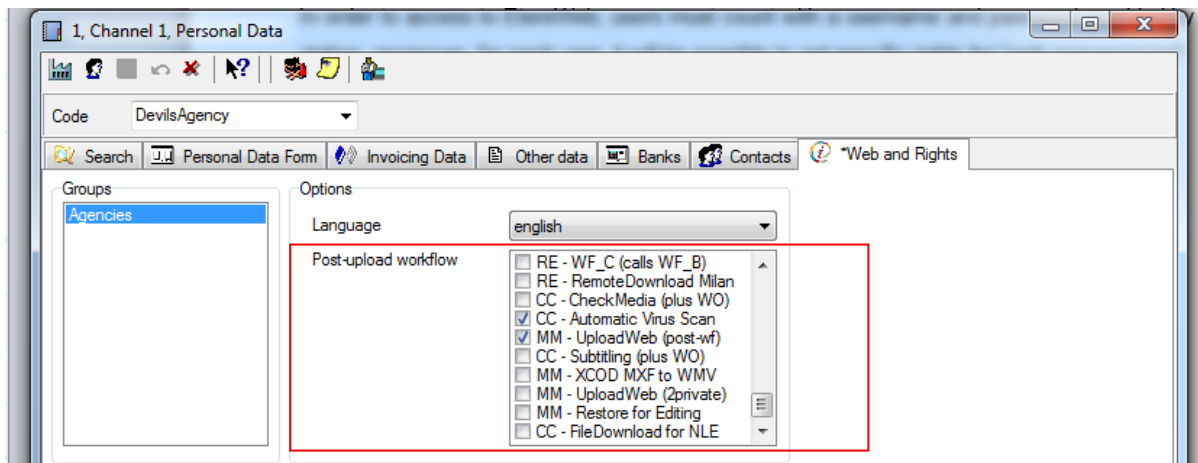 1, Channel 1, Personal Data
Code DevilsAgency
Search Personal Data Form Invoicing Data Other data Banks Contacts *Web and Rights
Groups Options
Agencies
Language english
Post-upload workflow
RE - WF_C (calls WF_B)
RE - RemoteDownload Milan
CC - CheckMedia (plus WO)
CC - Automatic Virus Scan
MM - UploadWeb (post-wf)
CC - Subtitling (plus WO)
MM - XCOD MXF to WMV
MM - UploadWeb (2private)
MM - Restore for Editing
CC - FileDownload for NLE